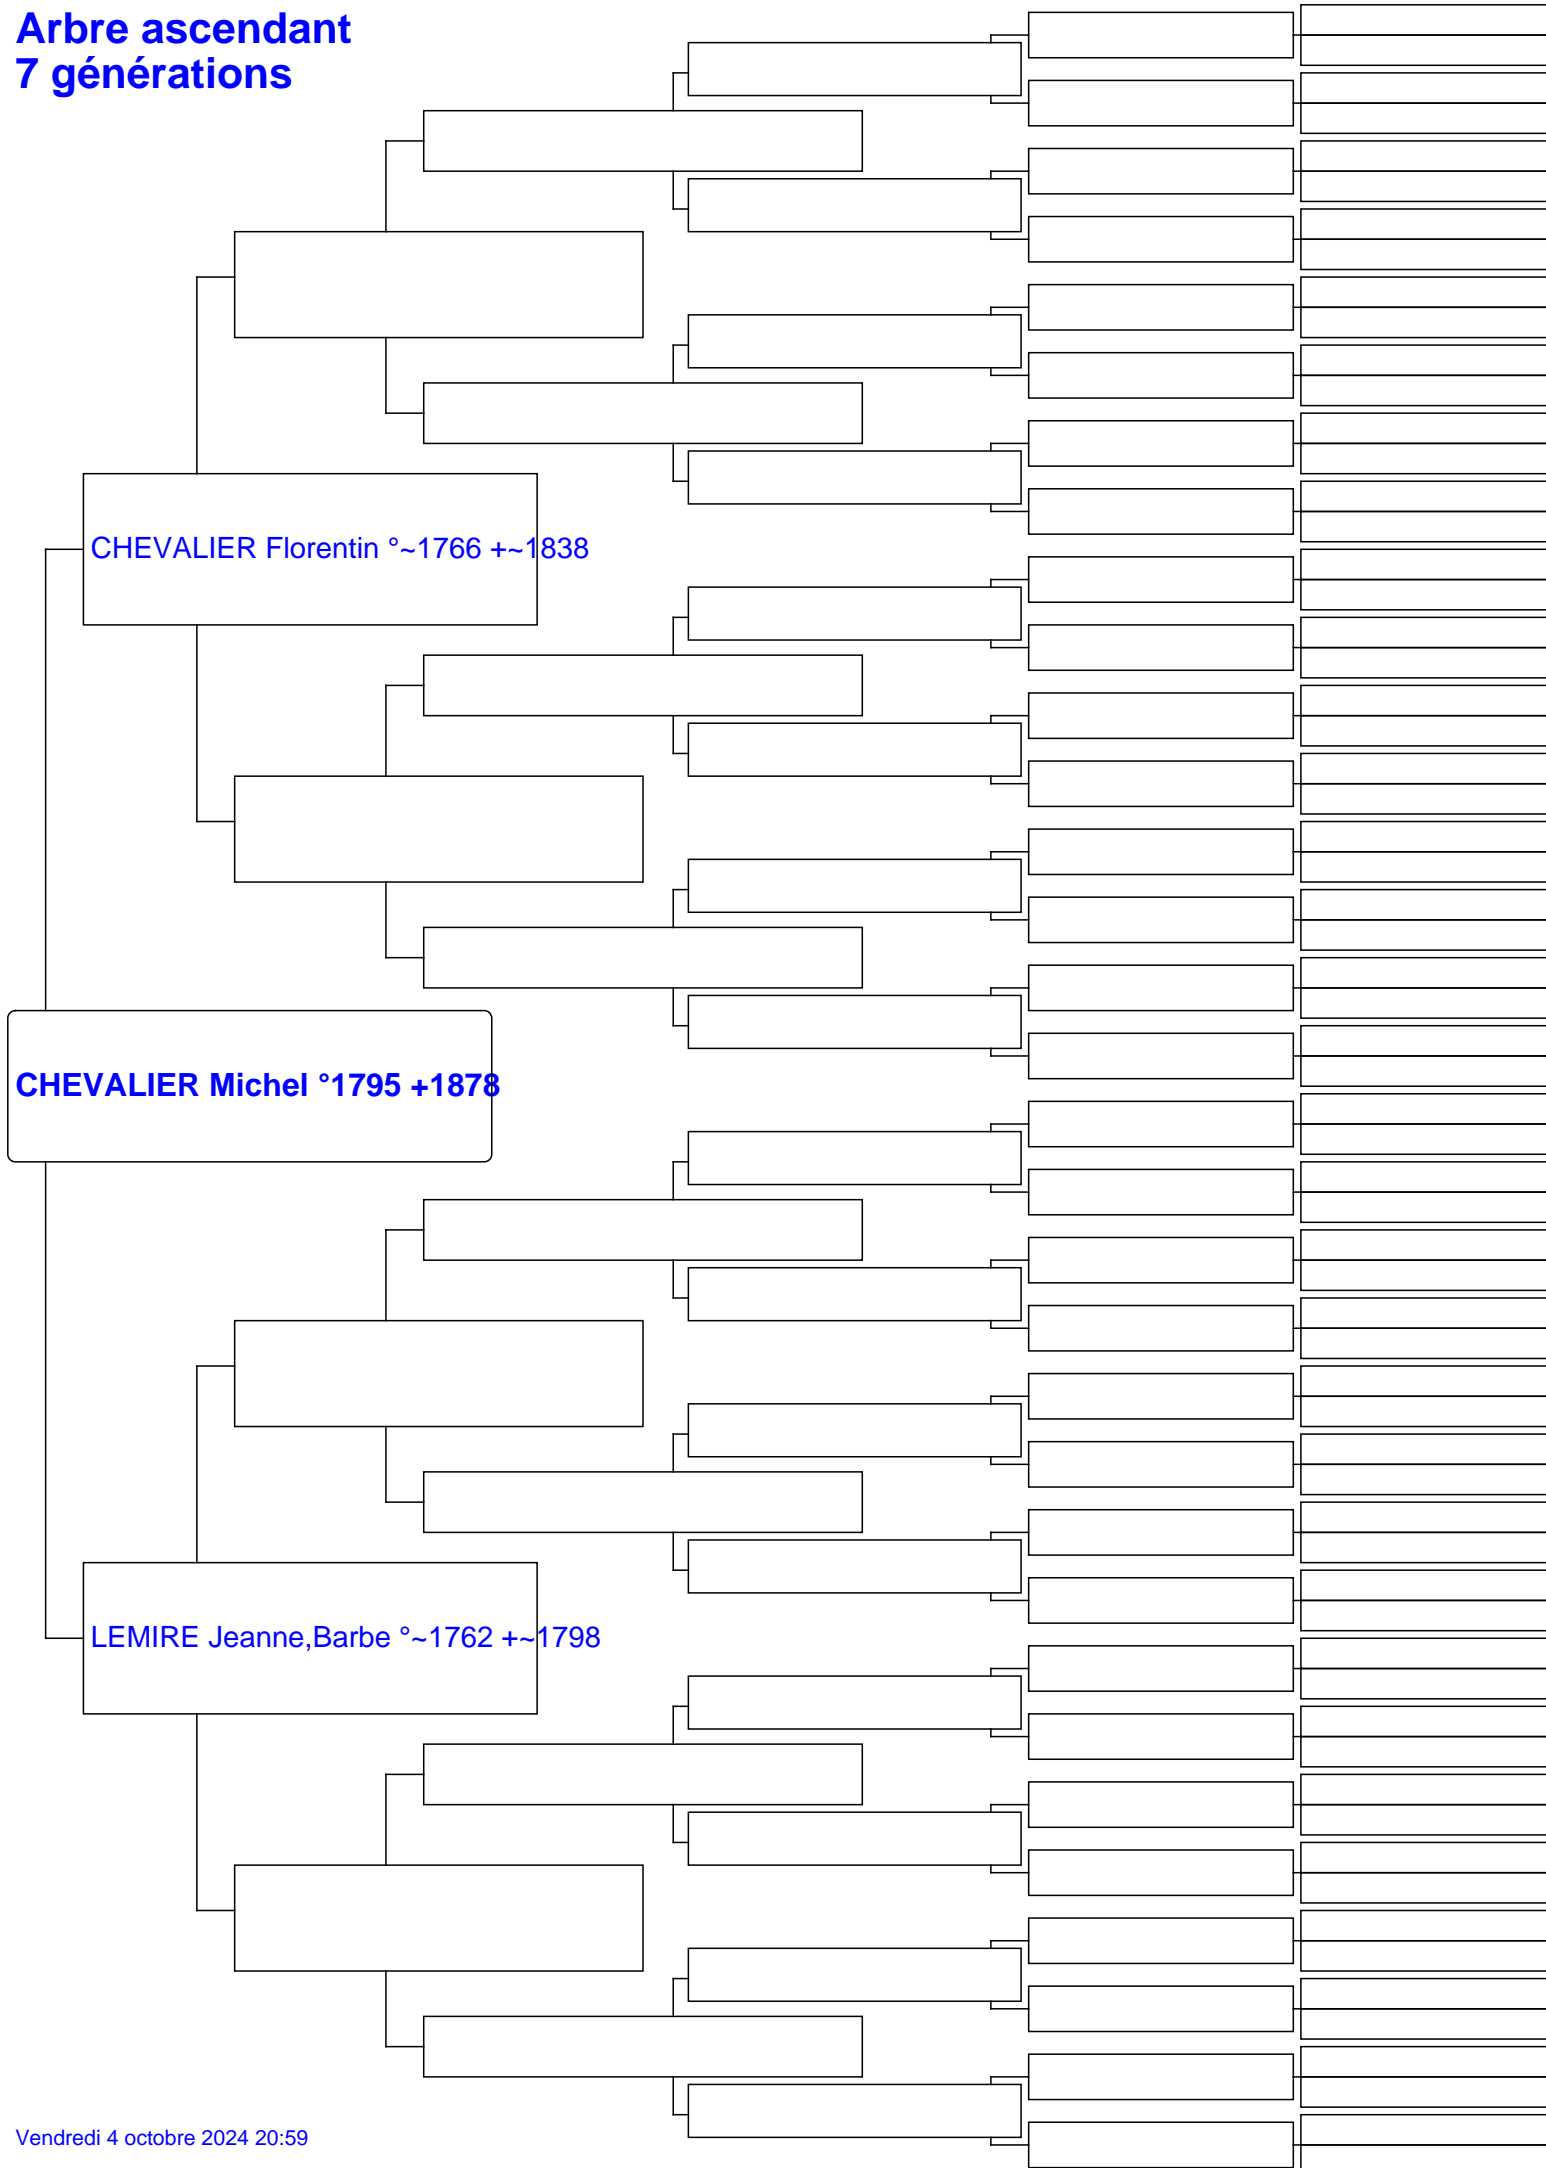 Arbre ascendant
7 générations
CHEVALIER Florentin °~1766 +~1838
CHEVALIER Michel °1795 +1878
LEMIRE Jeanne,Barbe °~1762 +~1798
Vendredi 4 octobre 2024 20:59